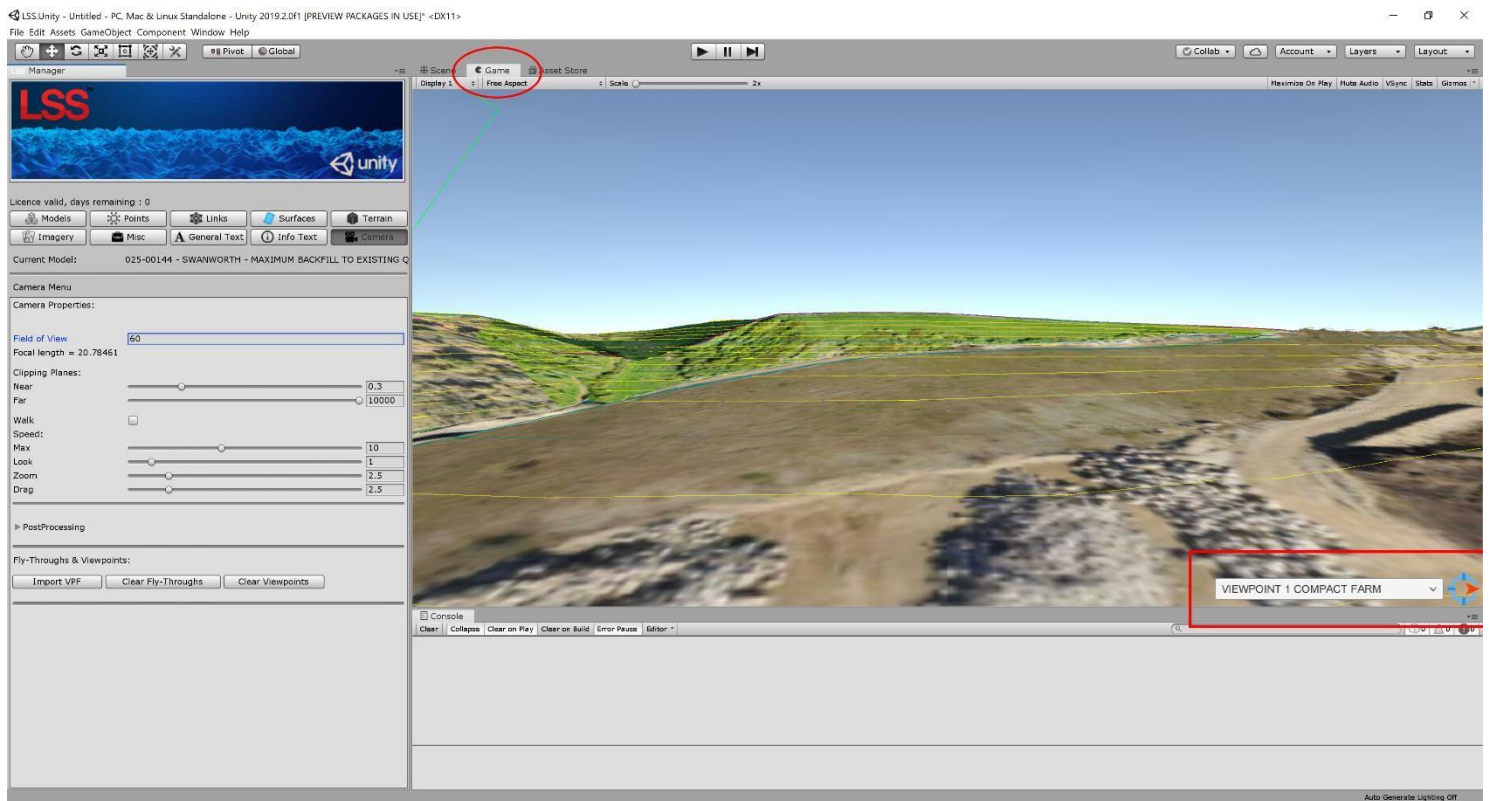 LSS.Unity - Untitled - PC, Mac & Linux Standalone - Unity 2019.2.0f1 [PREVIEW PACKAGES IN USE]* <DX11>
File Edit Assets GameObject Component Window Help
Pivot Global
Collab Account Layers Layout
Manager
Scene Game Asset Store
Display 1 Free Aspect Scale 2x
Maximize On Play Mute Audio VSync Stats Gizmos
LSS
unity
Licence valid, days remaining : 0
Models Points Links Surfaces Terrain
Imagery Misc A General Text Info Text Camera
Current Model: 025-00144 - SWANWORTH - MAXIMUM BACKFILL TO EXISTING Q
Camera Menu
Camera Properties:
Field of View 60
Focal length = 20.78461
Clipping Planes:
Near 0.3
Far 10000
Walk
Speed:
Max 10
Look 1
Zoom 2.5
Drag 2.5
PostProcessing
Fly-Throughs & Viewpoints:
Import VPF Clear Fly-Throughs Clear Viewpoints
VIEWPOINT 1 COMPACT FARM
Console
Clear Collapse Clear on Play Clear on Build Error Pause Editor
0 0 0
Auto Generate Lighting Off